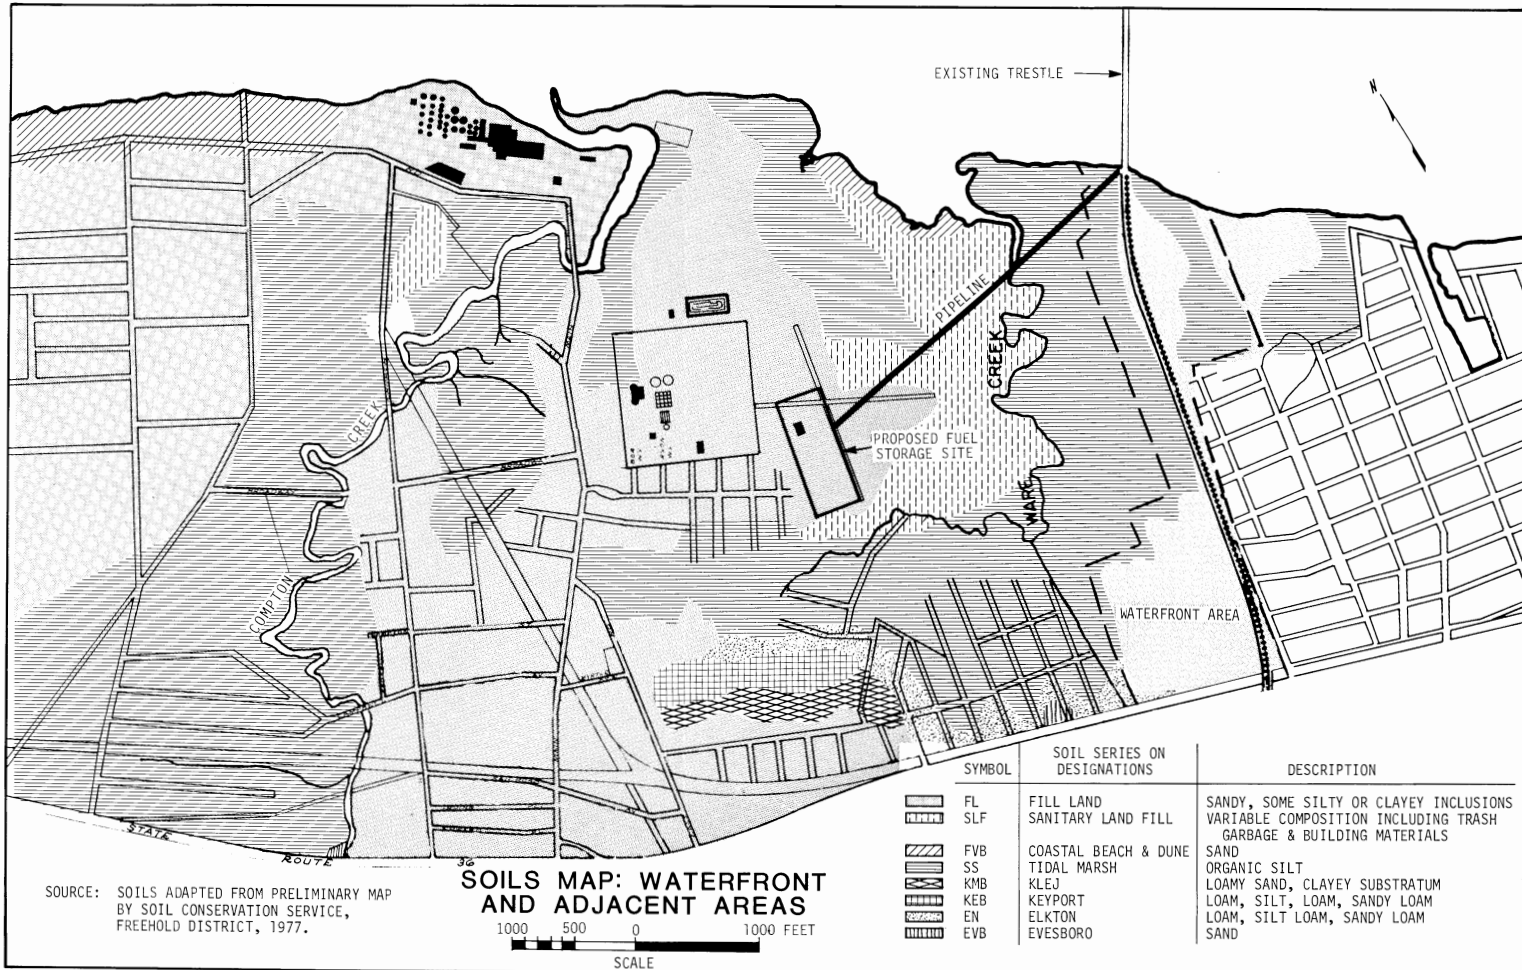 EXISTING TRESTLE
N
PIPELINE
CREEK
WARE
PROPOSED FUEL
STORAGE SITE
CREEK
COMPTON
WATERFRONT AREA
STATE
ROUTE
36
SYMBOL SOIL SERIES ON DESIGNATIONS DESCRIPTION
FL FILL LAND SANDY, SOME SILTY OR CLAYEY INCLUSIONS
SLF SANITARY LAND FILL VARIABLE COMPOSITION INCLUDING TRASH
GARBAGE & BUILDING MATERIALS
FVB COASTAL BEACH & DUNE SAND
SS TIDAL MARSH ORGANIC SILT
KMB KLEJ LOAMY SAND, CLAYEY SUBSTRATUM
KEB KEYPORT LOAM, SILT, LOAM, SANDY LOAM
EN ELKTON LOAM, SILT LOAM, SANDY LOAM
EVB EVESBORO SAND
SOURCE: SOILS ADAPTED FROM PRELIMINARY MAP
BY SOIL CONSERVATION SERVICE,
FREEHOLD DISTRICT, 1977.
SOILS MAP: WATERFRONT
AND ADJACENT AREAS
1000 500 0 1000 FEET
SCALE